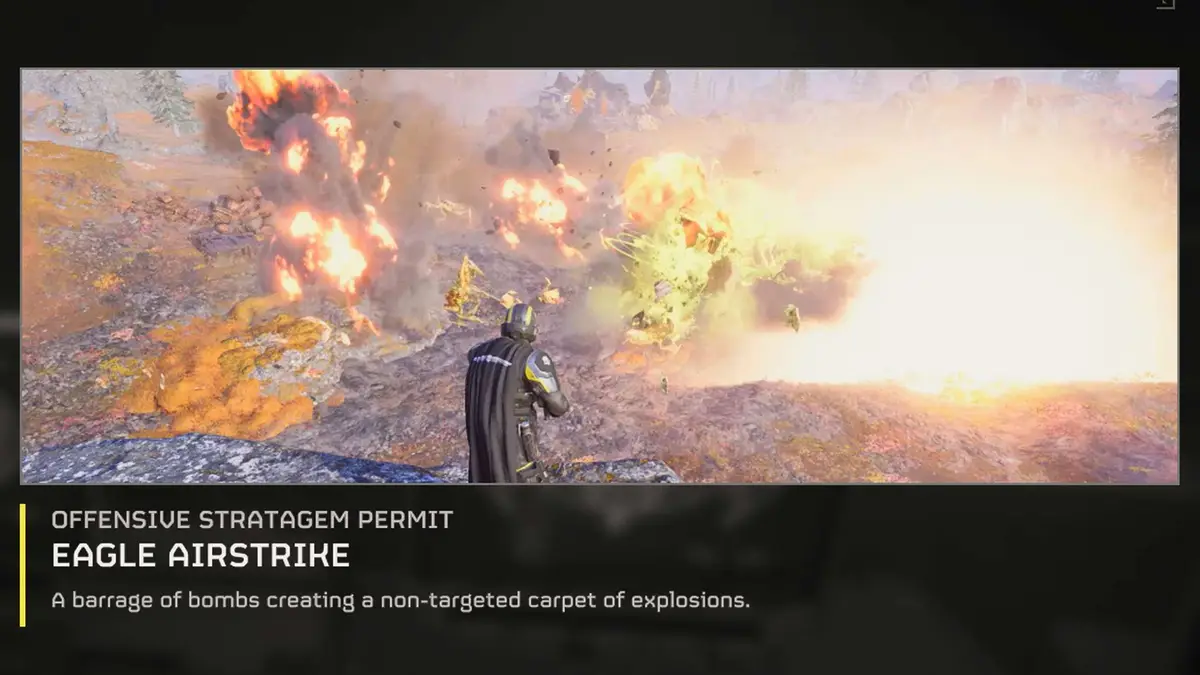 OFFENSIVE STRATAGEM PERMIT
EAGLE AIRSTRIKE
A barrage of bombs creating a non-targeted carpet of explosions.